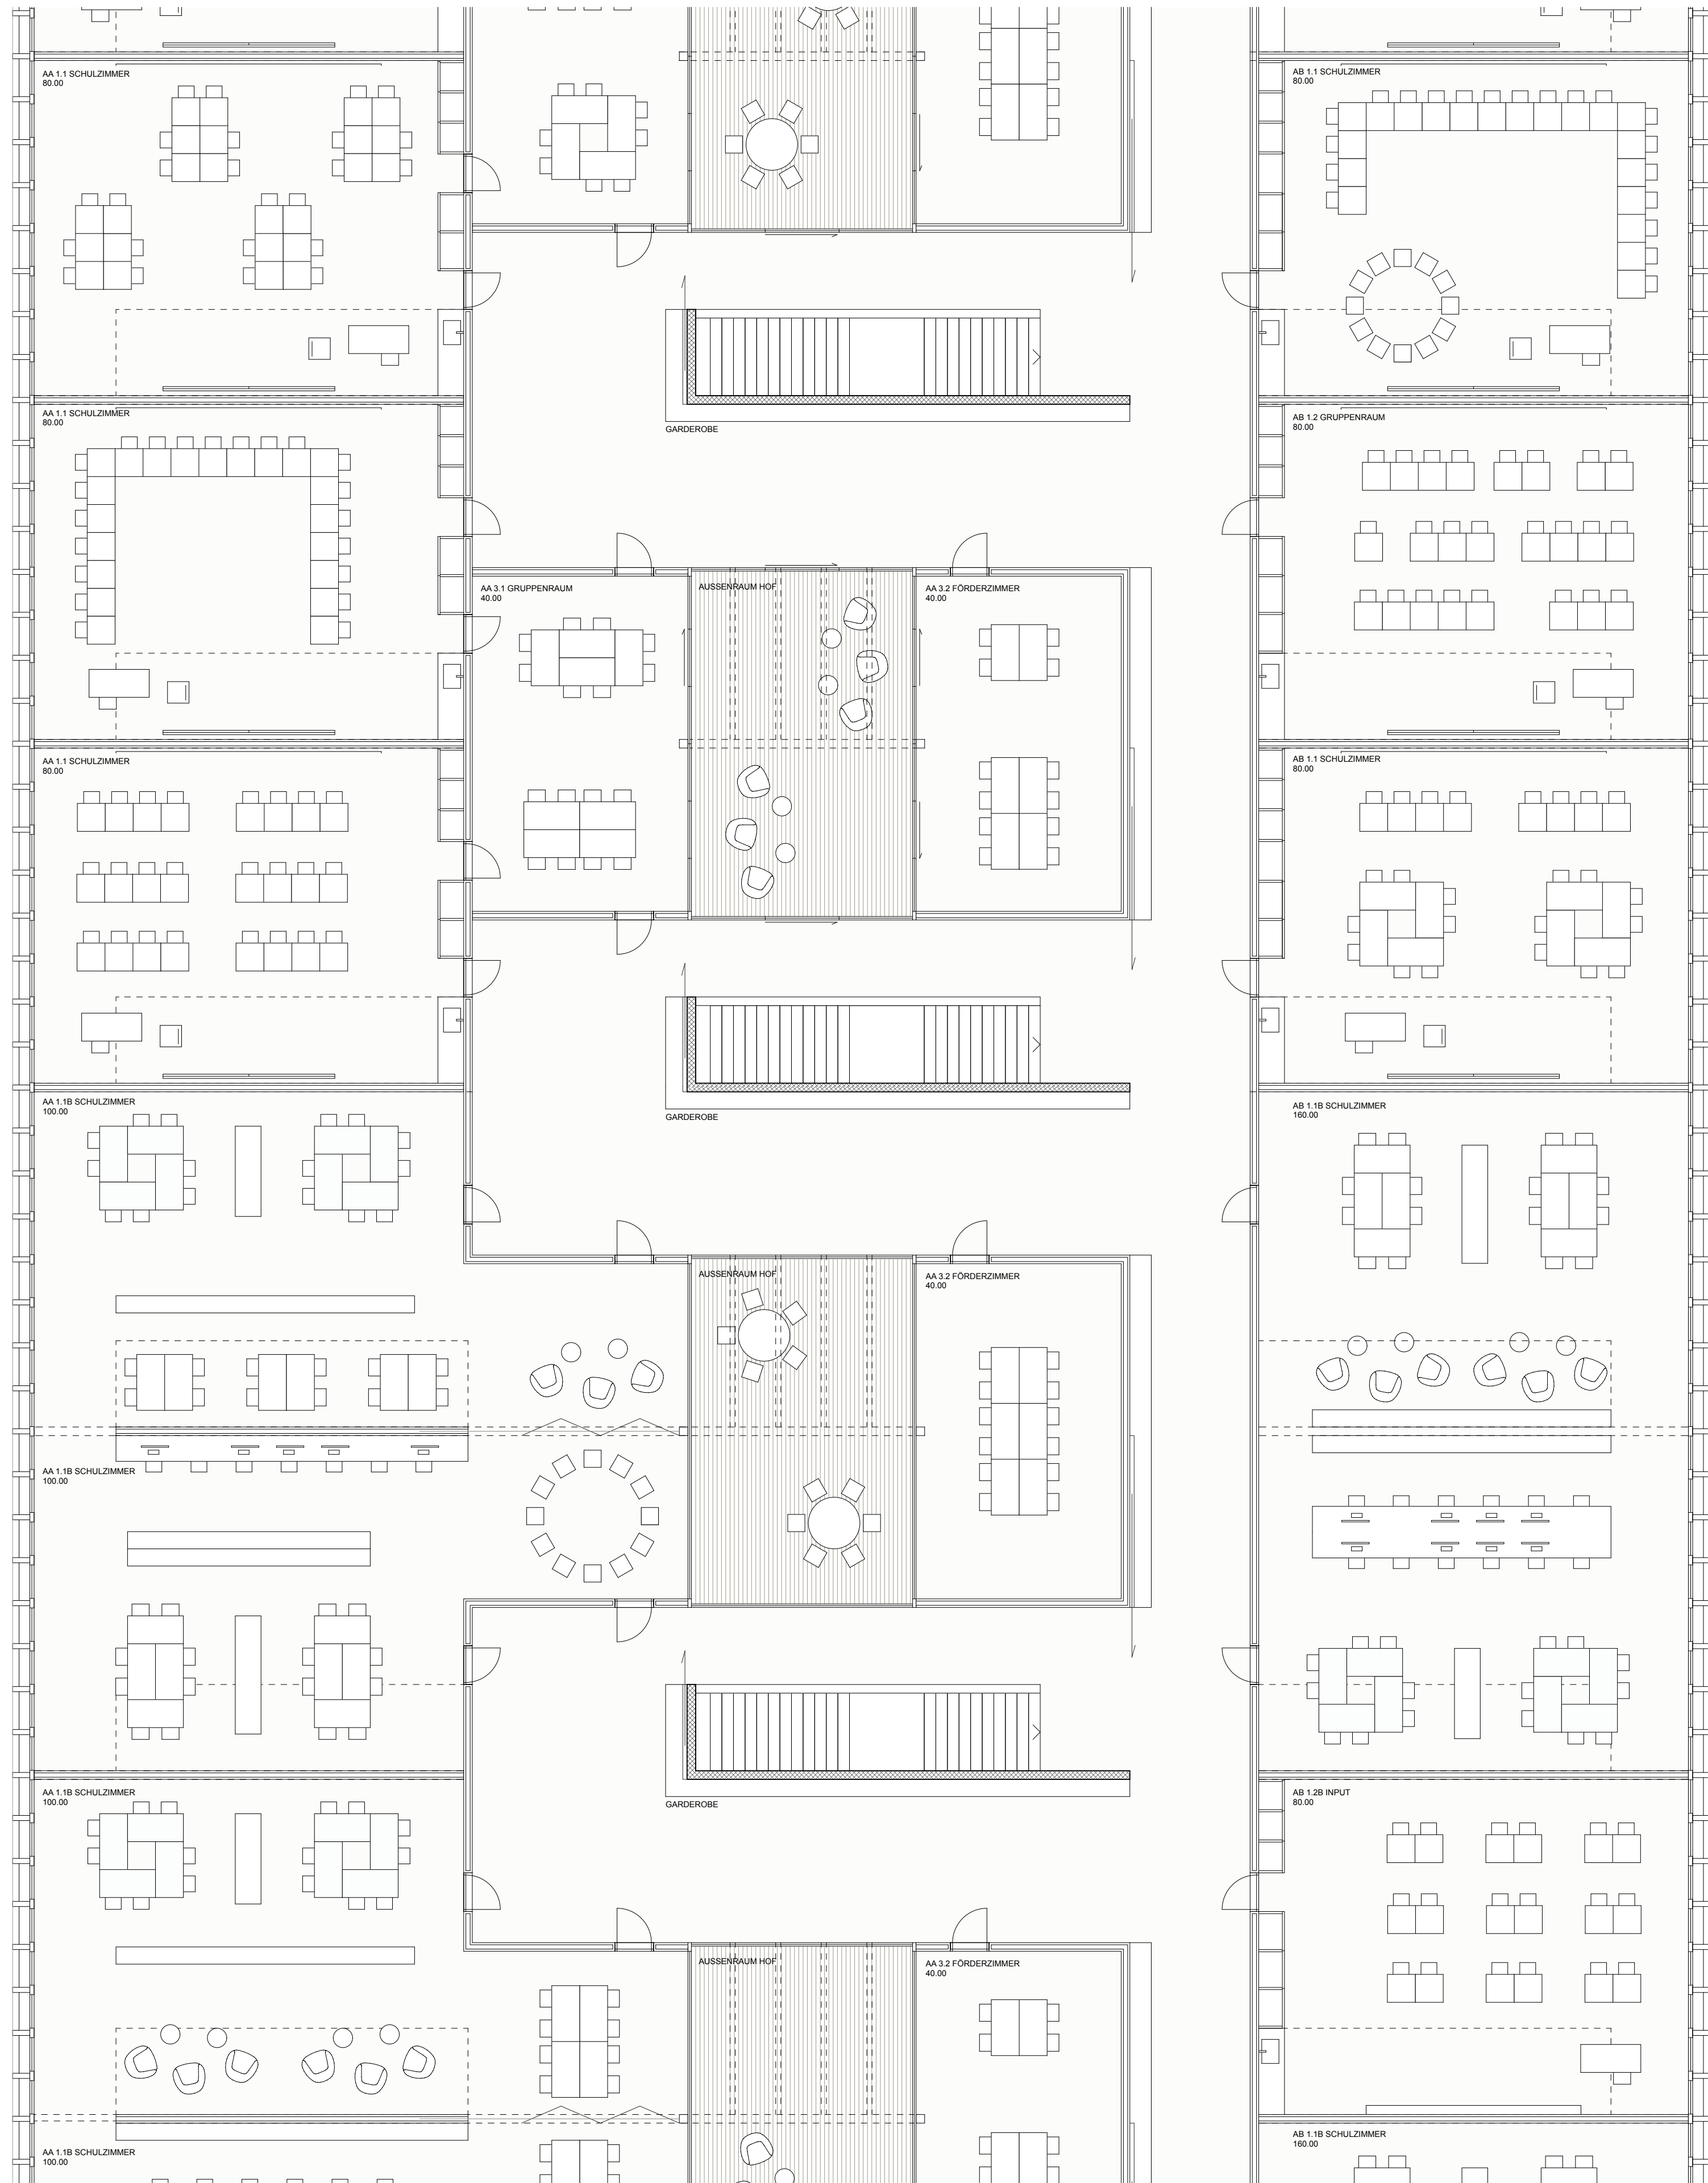 AA 1.1 SCHULZIMMER
80.00
AB 1.1 SCHULZIMMER
80.00
AA 1.1 SCHULZIMMER
80.00
GARDEROBE
AB 1.2 GRUPPENRAUM
80.00
AA 3.1 GRUPPENRAUM
40.00
AUSSENRAUM HOF
AA 3.2 FÖRDERZIMMER
40.00
AA 1.1 SCHULZIMMER
80.00
AB 1.1 SCHULZIMMER
80.00
AA 1.1B SCHULZIMMER
100.00
GARDEROBE
AB 1.1B SCHULZIMMER
160.00
AUSSENRAUM HOF
AA 3.2 FÖRDERZIMMER
40.00
AA 1.1B SCHULZIMMER
100.00
AA 1.1B SCHULZIMMER
100.00
GARDEROBE
AB 1.2B INPUT
80.00
AUSSENRAUM HOF
AA 3.2 FÖRDERZIMMER
40.00
AA 1.1B SCHULZIMMER
100.00
AB 1.1B SCHULZIMMER
160.00